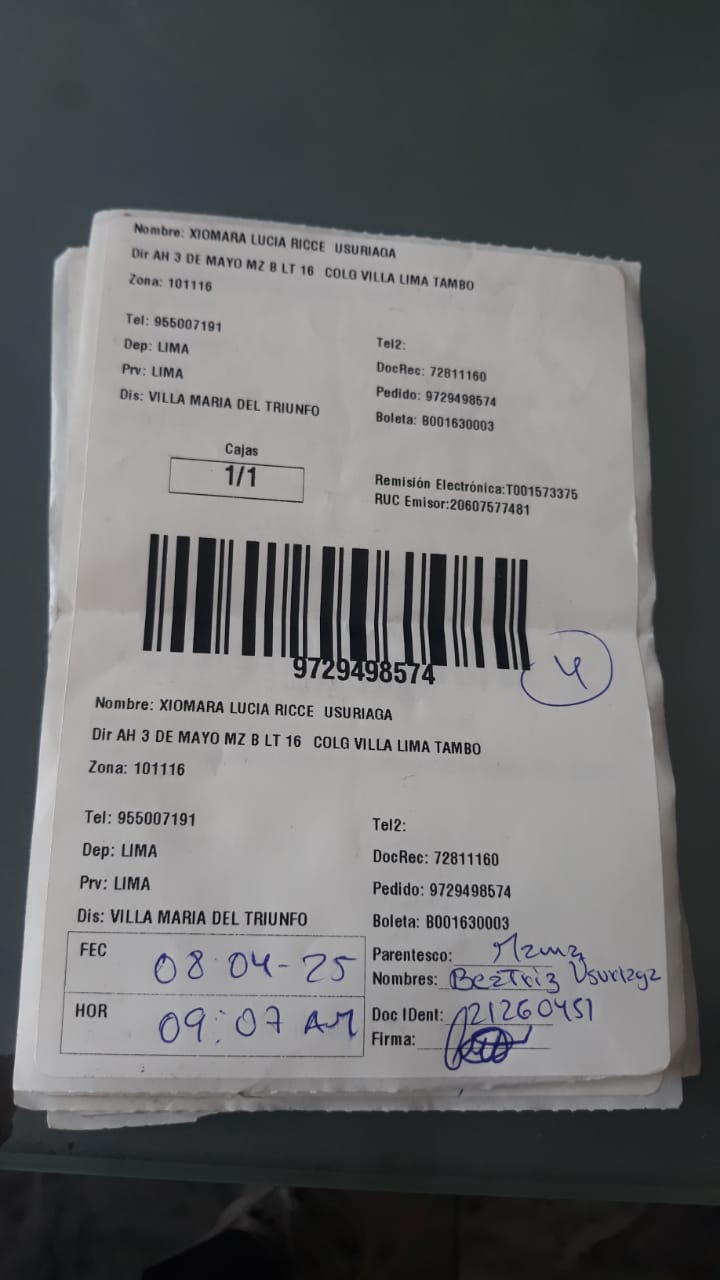 Nombre: XIOMARA LUCIA RICCE USURIAGA
Dir AH 3 DE MAYO MZ B LT 16 COLG VILLA LIMA TAMBO
Zona: 101116
Tel: 955007191
Tel2:
Dep: LIMA
DocRec: 72811160
Prv: LIMA
Pedido: 9729498574
Dis: VILLA MARIA DEL TRIUNFO
Boleta: B001630003
Cajas
1/1
Remisión Electrónica:T001573375
RUC Emisor:20607577481
9729498574
4
Nombre: XIOMARA LUCIA RICCE USURIAGA
Dir AH 3 DE MAYO MZ B LT 16 COLG VILLA LIMA TAMBO
Zona: 101116
Tel: 955007191
Tel2:
Dep: LIMA
DocRec: 72811160
Prv: LIMA
Pedido: 9729498574
Dis: VILLA MARIA DEL TRIUNFO
Boleta: B001630003
FEC 08-04-25
Parentesco: Mama
Nombres: Beatriz Usuriaga
HOR 09:07 AM
Doc IDent: 21260451
Firma: